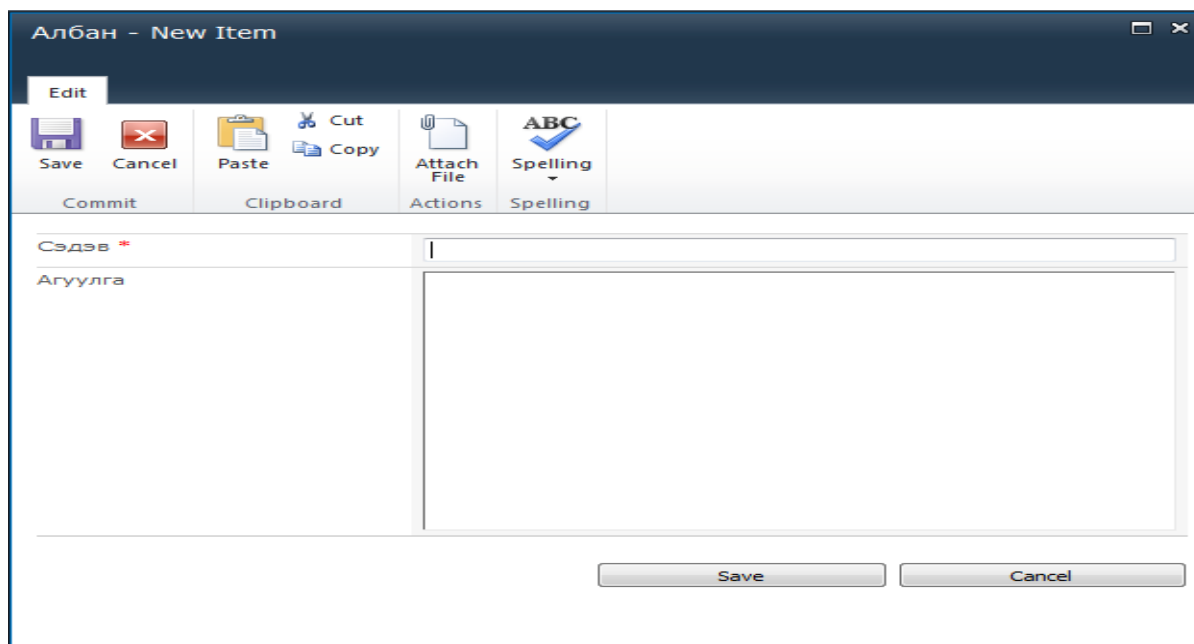 Албан - New Item
Edit
Save Cancel Paste Cut Copy Attach File ABC Spelling
Commit Clipboard Actions Spelling
Сэдэв *
Агуулга
Save Cancel